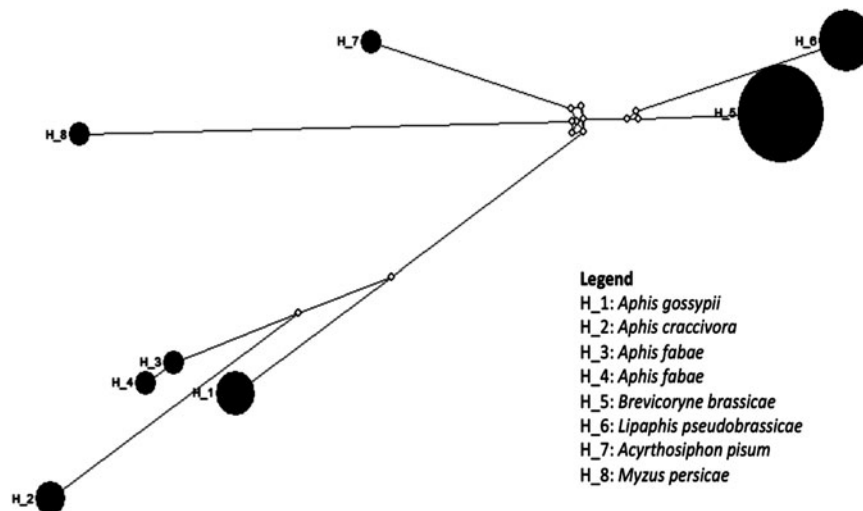 H_7
H_6
H_5
H_8
H_3
H_4
H_1
H_2
Legend
H_1: Aphis gossypii
H_2: Aphis craccivora
H_3: Aphis fabae
H_4: Aphis fabae
H_5: Brevicoryne brassicae
H_6: Lipaphis pseudobrassicae
H_7: Acyrthosiphon pisum
H_8: Myzus persicae